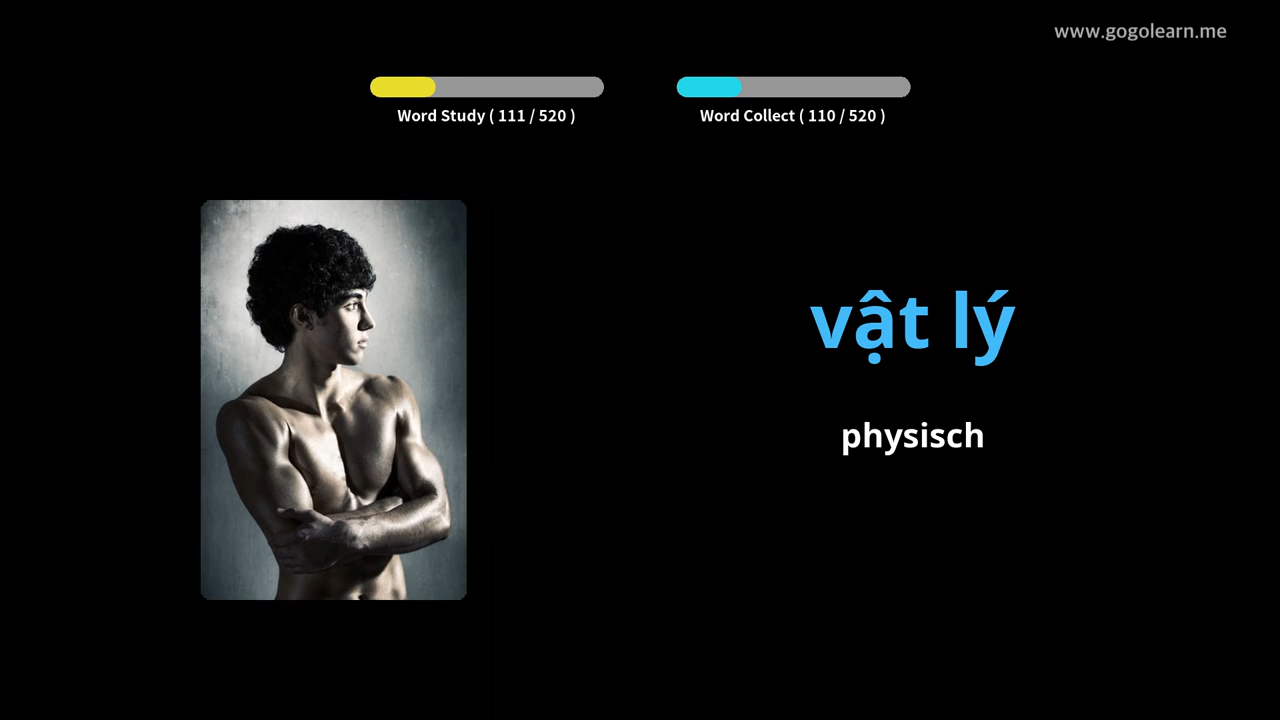 www.gogolearn.me
Word Study ( 111 / 520 )
Word Collect ( 110 / 520 )
vật lý
physisch